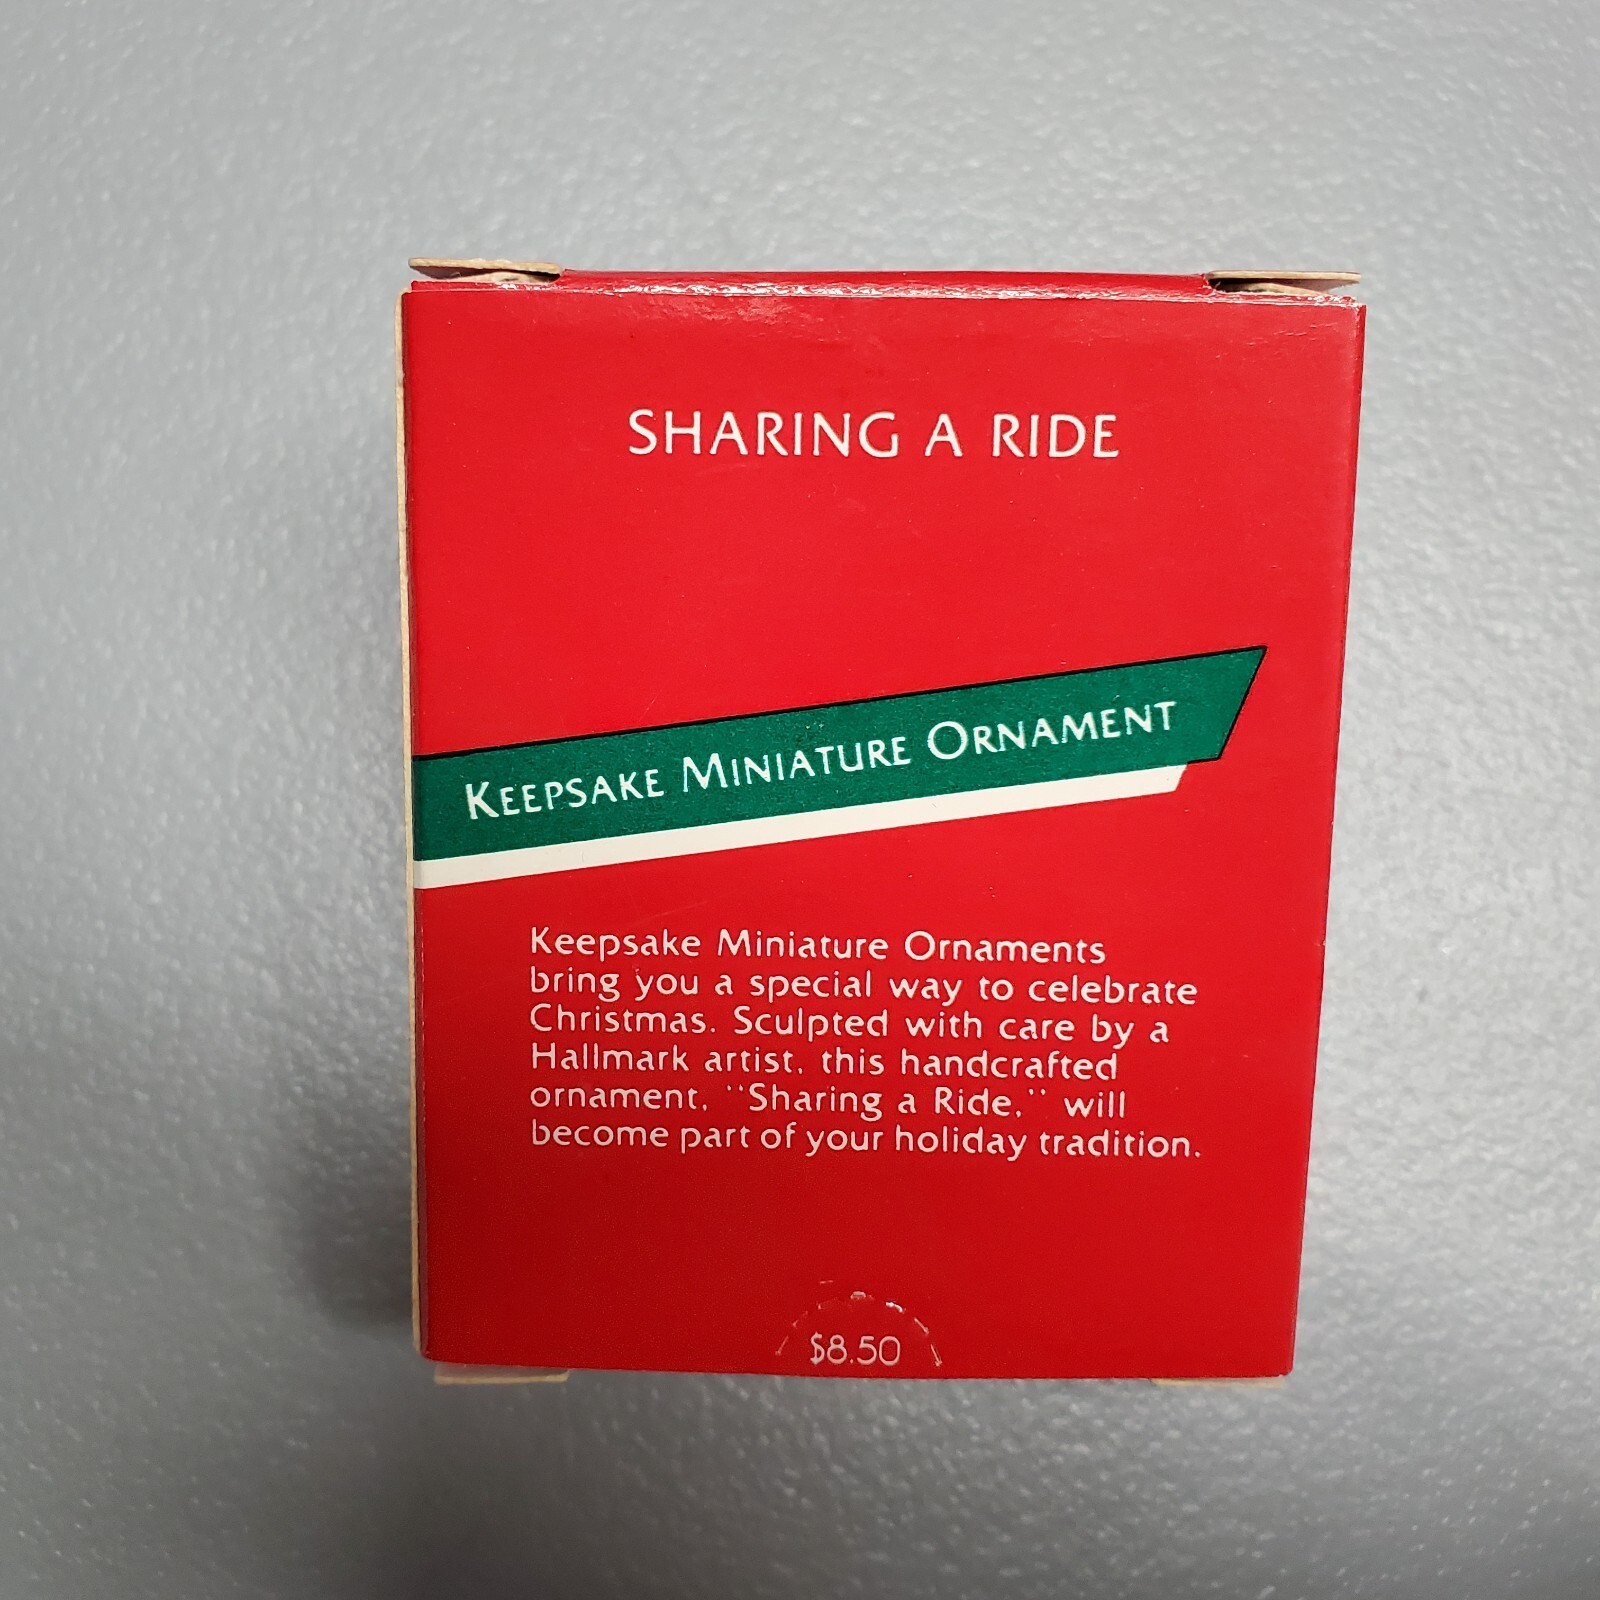 SHARING A RIDE
KEEPSAKE MINIATURE ORNAMENT
Keepsake Miniature Ornaments
bring you a special way to celebrate
Christmas. Sculpted with care by a
Hallmark artist, this handcrafted
ornament, "Sharing a Ride," will
become part of your holiday tradition.
$8.50